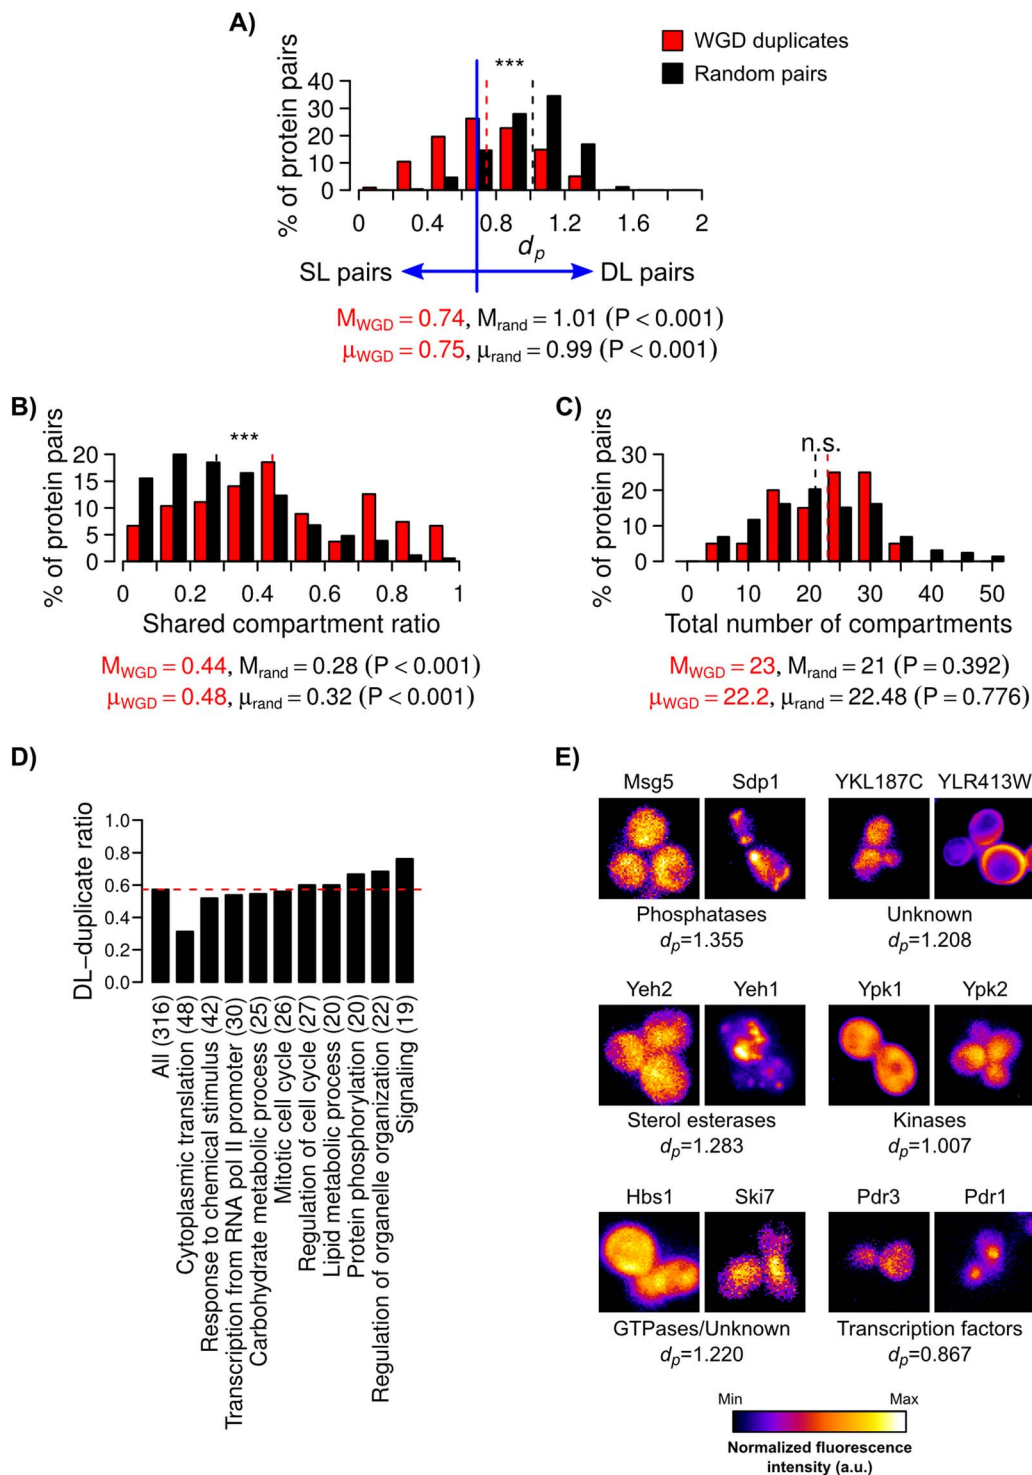 A)
WGD duplicates
Random pairs
***
% of protein pairs
40
30
20
10
0
0 0.4 0.8 1.2 1.6 2
dp
SL pairs DL pairs
MWGD = 0.74, Mrand = 1.01 (P < 0.001)
μWGD = 0.75, μrand = 0.99 (P < 0.001)
B)
***
% of protein pairs
20
15
10
5
0
0 0.2 0.4 0.6 0.8 1
Shared compartment ratio
MWGD = 0.44, Mrand = 0.28 (P < 0.001)
μWGD = 0.48, μrand = 0.32 (P < 0.001)
C)
n.s.
% of protein pairs
30
20
10
0
0 10 20 30 40 50
Total number of compartments
MWGD = 23, Mrand = 21 (P = 0.392)
μWGD = 22.2, μrand = 22.48 (P = 0.776)
D)
DL−duplicate ratio
1.0
0.8
0.6
0.4
0.2
0.0
All (316)
Cytoplasmic translation (48)
Response to chemical stimulus (42)
Transcription from RNA pol II promoter (30)
Carbohydrate metabolic process (25)
Mitotic cell cycle (26)
Regulation of cell cycle (27)
Lipid metabolic process (20)
Protein phosphorylation (20)
Regulation of organelle organization (22)
Signaling (19)
E)
Msg5 Sdp1 YKL187C YLR413W
Phosphatases Unknown
dp=1.355 dp=1.208
Yeh2 Yeh1 Ypk1 Ypk2
Sterol esterases Kinases
dp=1.283 dp=1.007
Hbs1 Ski7 Pdr3 Pdr1
GTPases/Unknown Transcription factors
dp=1.220 dp=0.867
Min Max
Normalized fluorescence
intensity (a.u.)